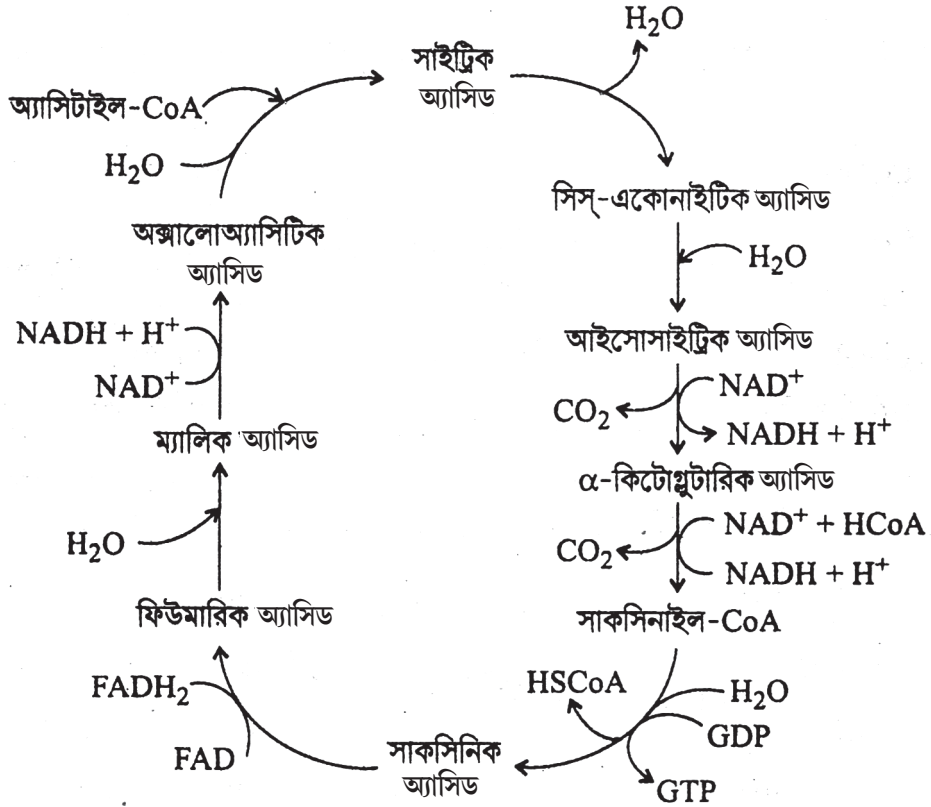 H₂O
সাইট্রিক
অ্যাসিড
অ্যাসিটাইল-CoA
H₂O
সিস্-একোনাইটিক অ্যাসিড
অক্সালোঅ্যাসিটিক
অ্যাসিড
H₂O
NADH + H⁺
NAD⁺
আইসোসাইট্রিক অ্যাসিড
NAD⁺
CO₂
NADH + H⁺
ম্যালিক অ্যাসিড
α-কিটোগ্লুটারিক অ্যাসিড
NAD⁺ + HCoA
H₂O
CO₂
NADH + H⁺
ফিউমারিক অ্যাসিড
সাকসিনাইল-CoA
FADH₂
HSCoA
H₂O
GDP
FAD
সাকসিনিক
অ্যাসিড
GTP